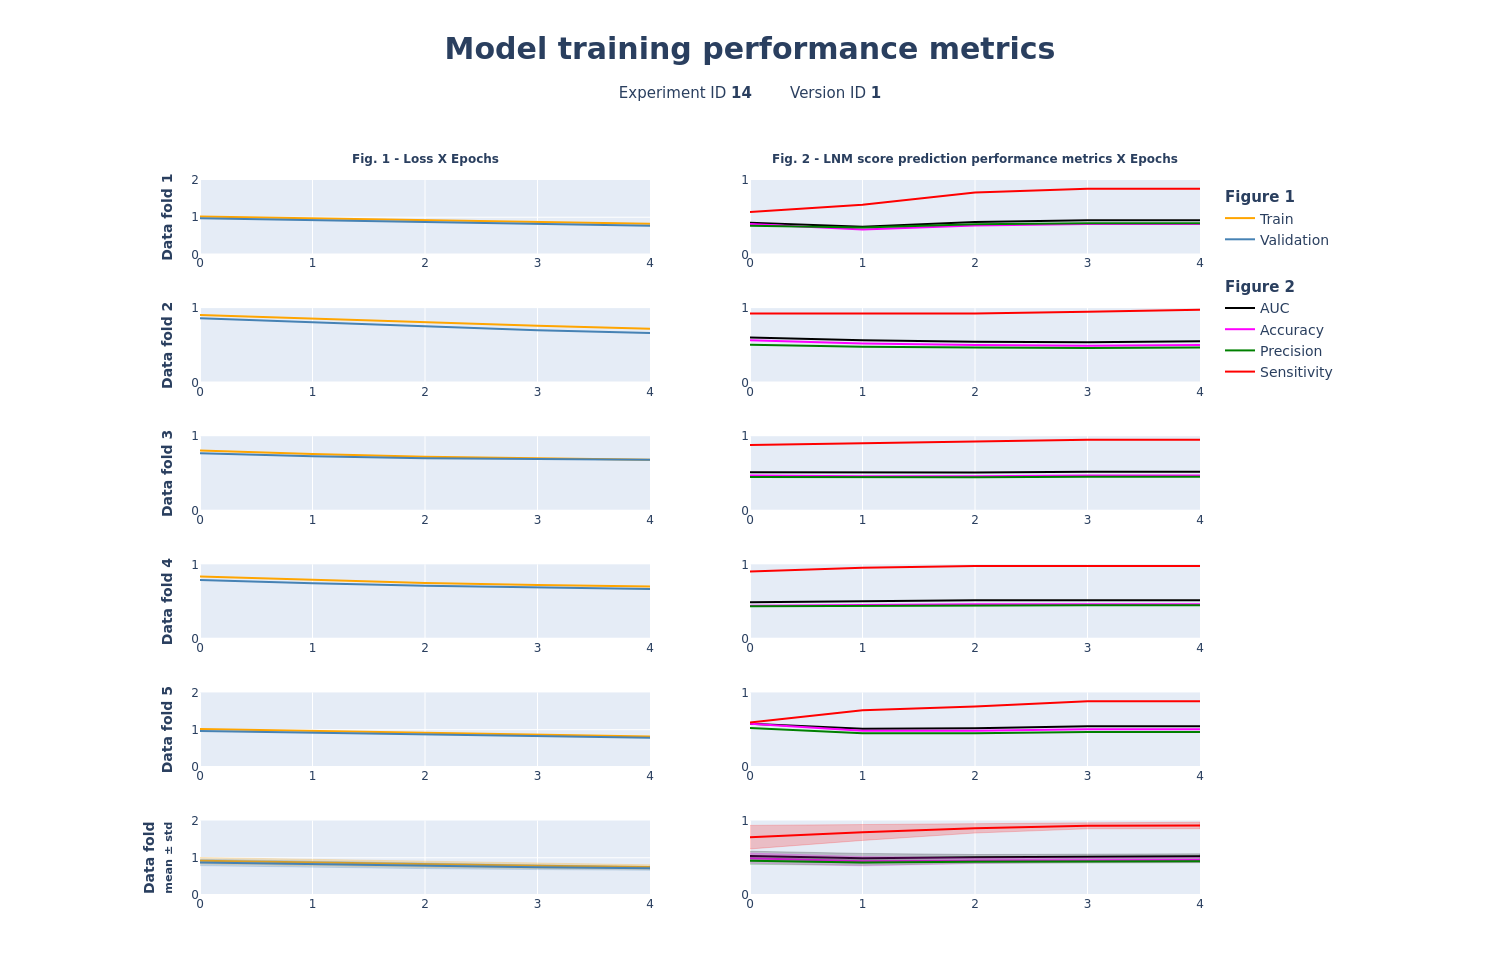 Model training performance metrics
Experiment ID 14 Version ID 1
Fig. 1 - Loss X Epochs
Fig. 2 - LNM score prediction performance metrics X Epochs
Data fold 1
2
1
0
0 1 2 3 4
1
0
0 1 2 3 4
Data fold 2
1
0
0 1 2 3 4
1
0
0 1 2 3 4
Data fold 3
1
0
0 1 2 3 4
1
0
0 1 2 3 4
Data fold 4
1
0
0 1 2 3 4
1
0
0 1 2 3 4
Data fold 5
2
1
0
0 1 2 3 4
1
0
0 1 2 3 4
Data fold
mean ± std
2
1
0
0 1 2 3 4
1
0
0 1 2 3 4
Figure 1
Train
Validation
Figure 2
AUC
Accuracy
Precision
Sensitivity